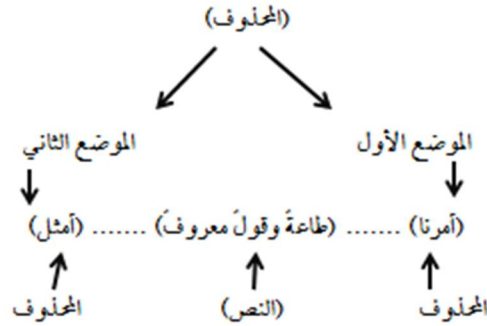 (المحذوف)
الموضع الأول الموضع الثاني
(أمرنا) ....... (طاعةٌ وقولٌ معروفٌ) ....... (أمثل)
المحذوف (النص) المحذوف